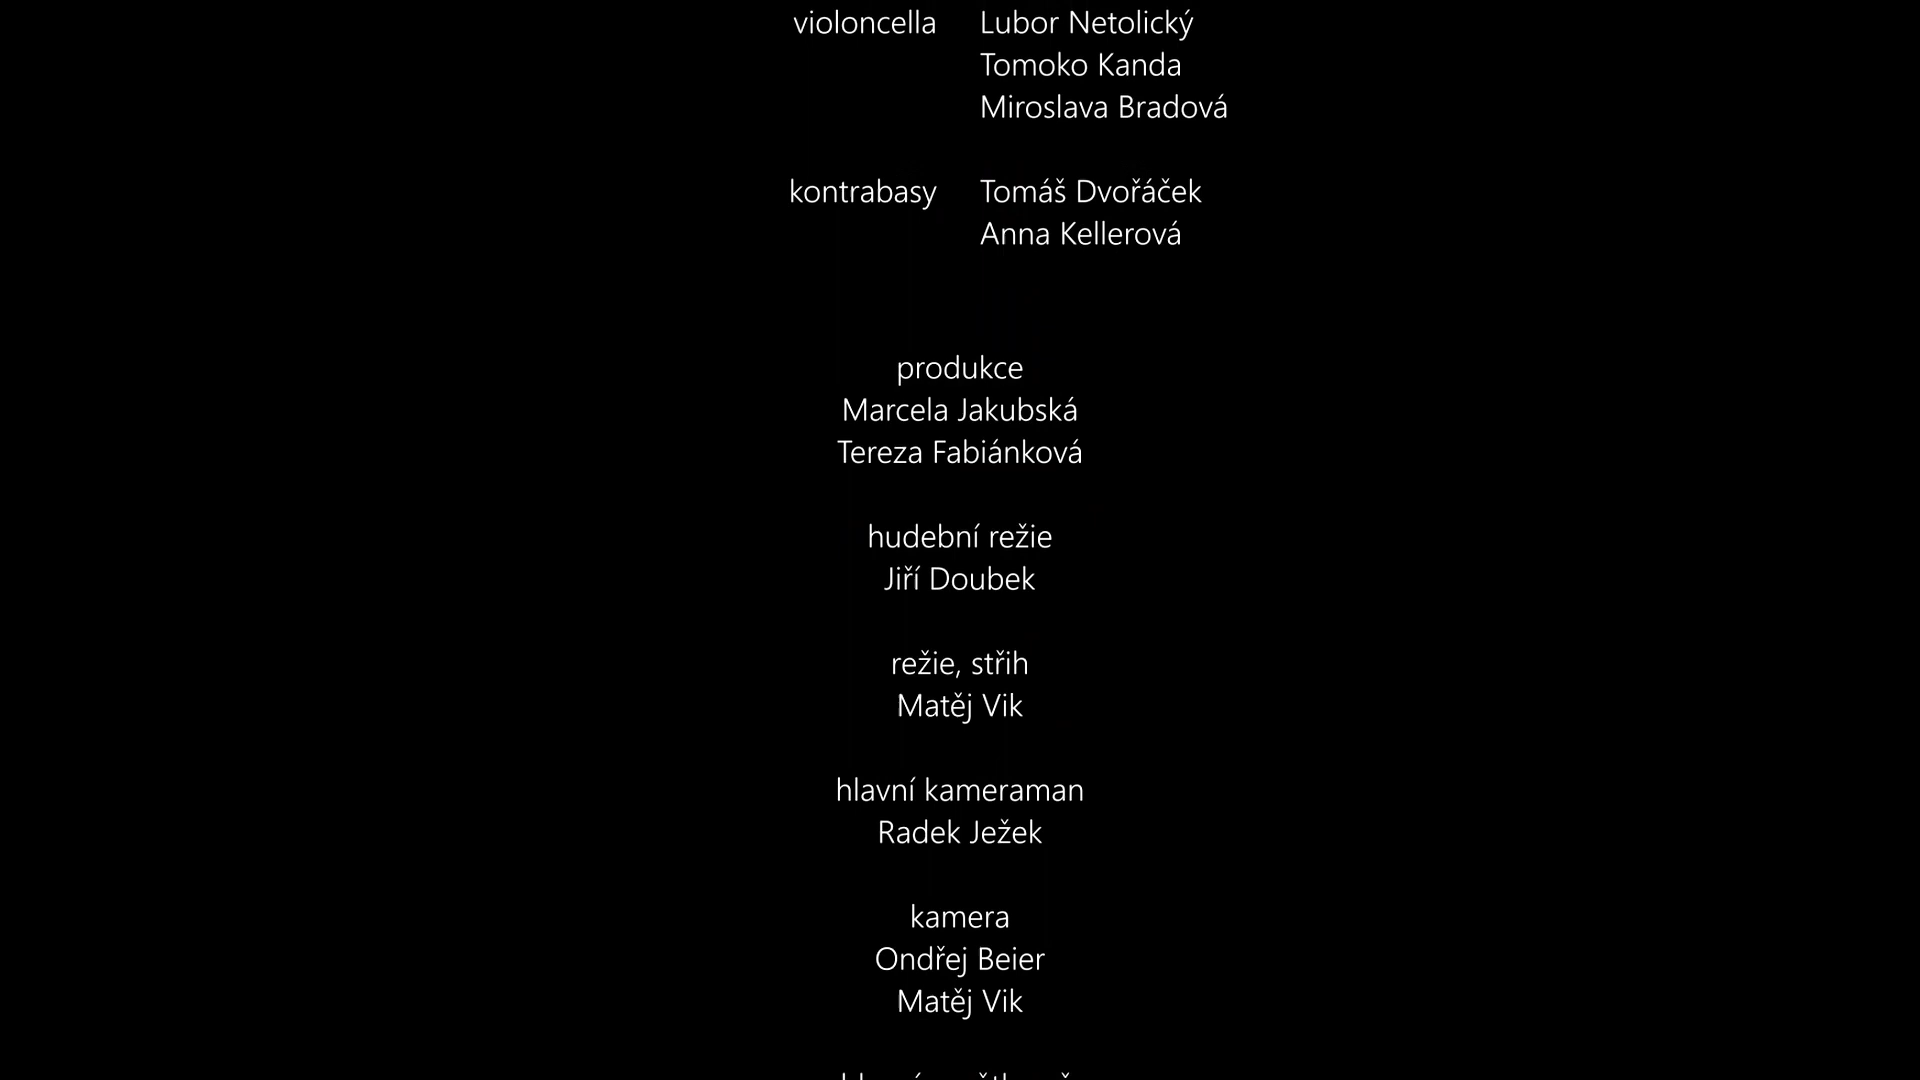 violoncella Lubor Netolický
Tomoko Kanda
Miroslava Bradová
kontrabasy Tomáš Dvořáček
Anna Kellerová
produkce
Marcela Jakubská
Tereza Fabiánková
hudební režie
Jiří Doubek
režie, střih
Matěj Vik
hlavní kameraman
Radek Ježek
kamera
Ondřej Beier
Matěj Vik